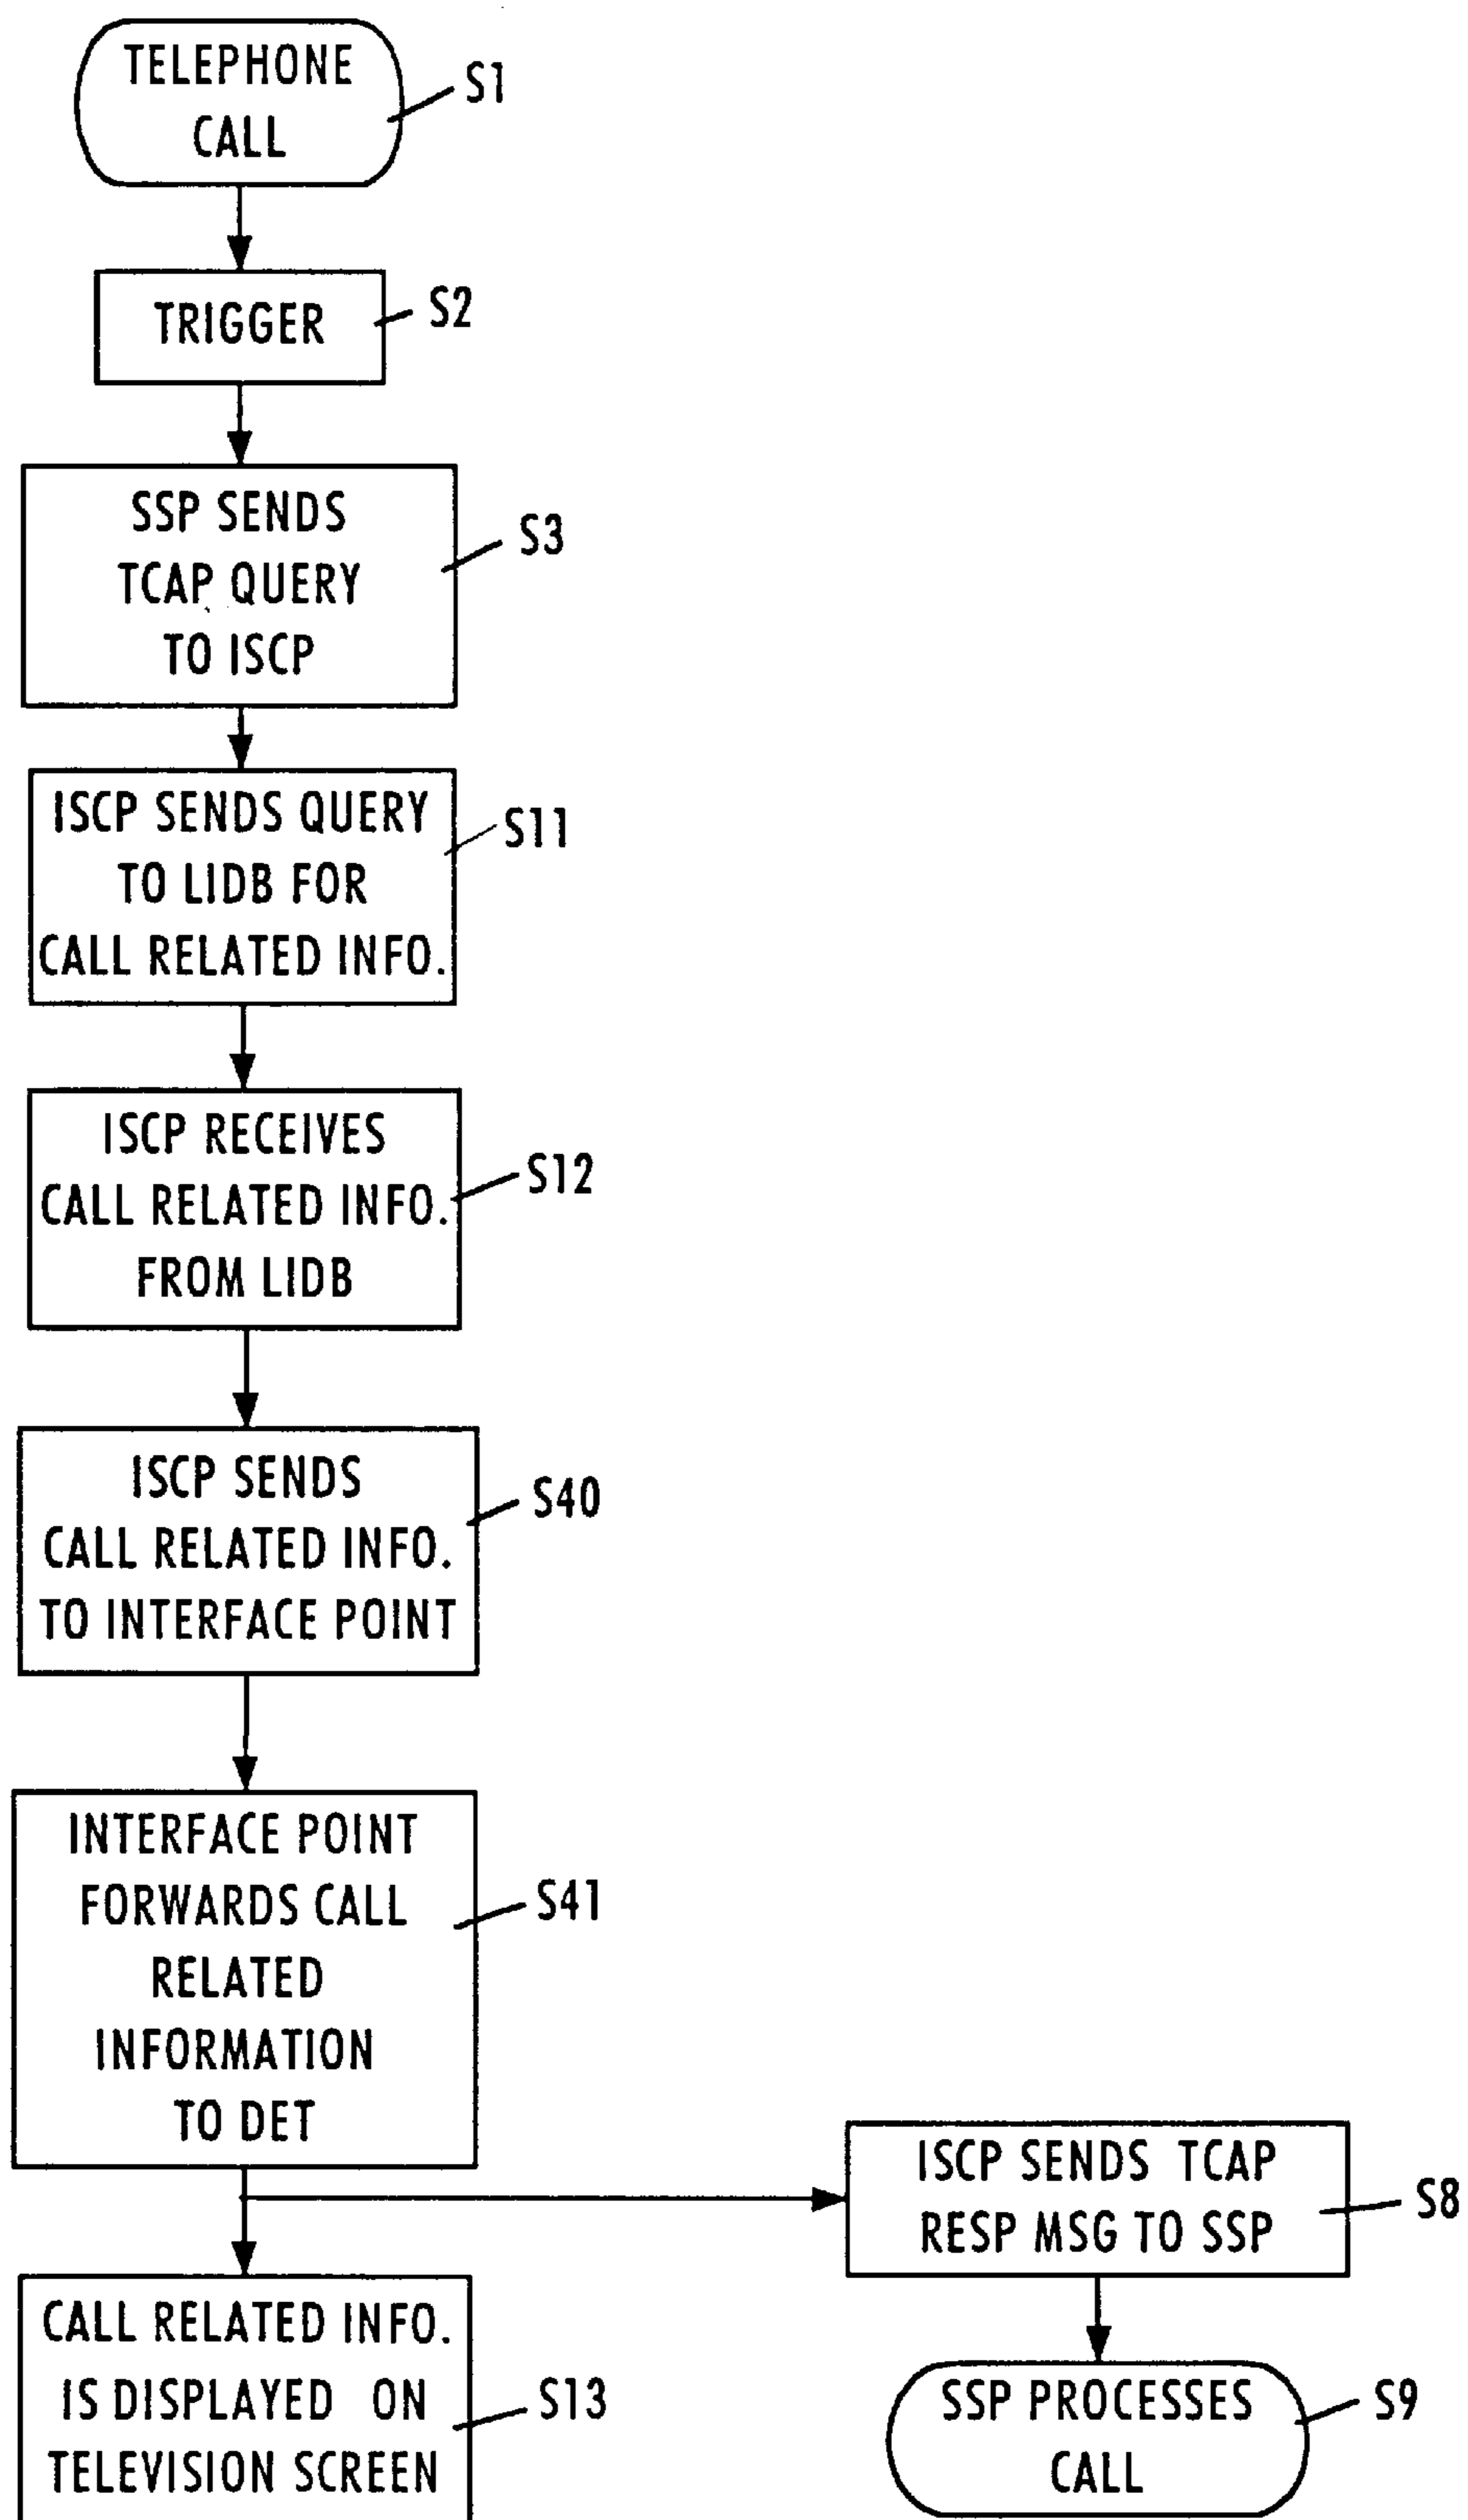 TELEPHONE
CALL
S1
TRIGGER
S2
SSP SENDS
TCAP QUERY
TO ISCP
S3
ISCP SENDS QUERY
TO LIDB FOR
CALL RELATED INFO.
S11
ISCP RECEIVES
CALL RELATED INFO.
FROM LIDB
S12
ISCP SENDS
CALL RELATED INFO.
TO INTERFACE POINT
S40
INTERFACE POINT
FORWARDS CALL
RELATED
INFORMATION
TO DET
S41
ISCP SENDS TCAP
RESP MSG TO SSP
S8
CALL RELATED INFO.
IS DISPLAYED ON
TELEVISION SCREEN
S13
SSP PROCESSES
CALL
S9